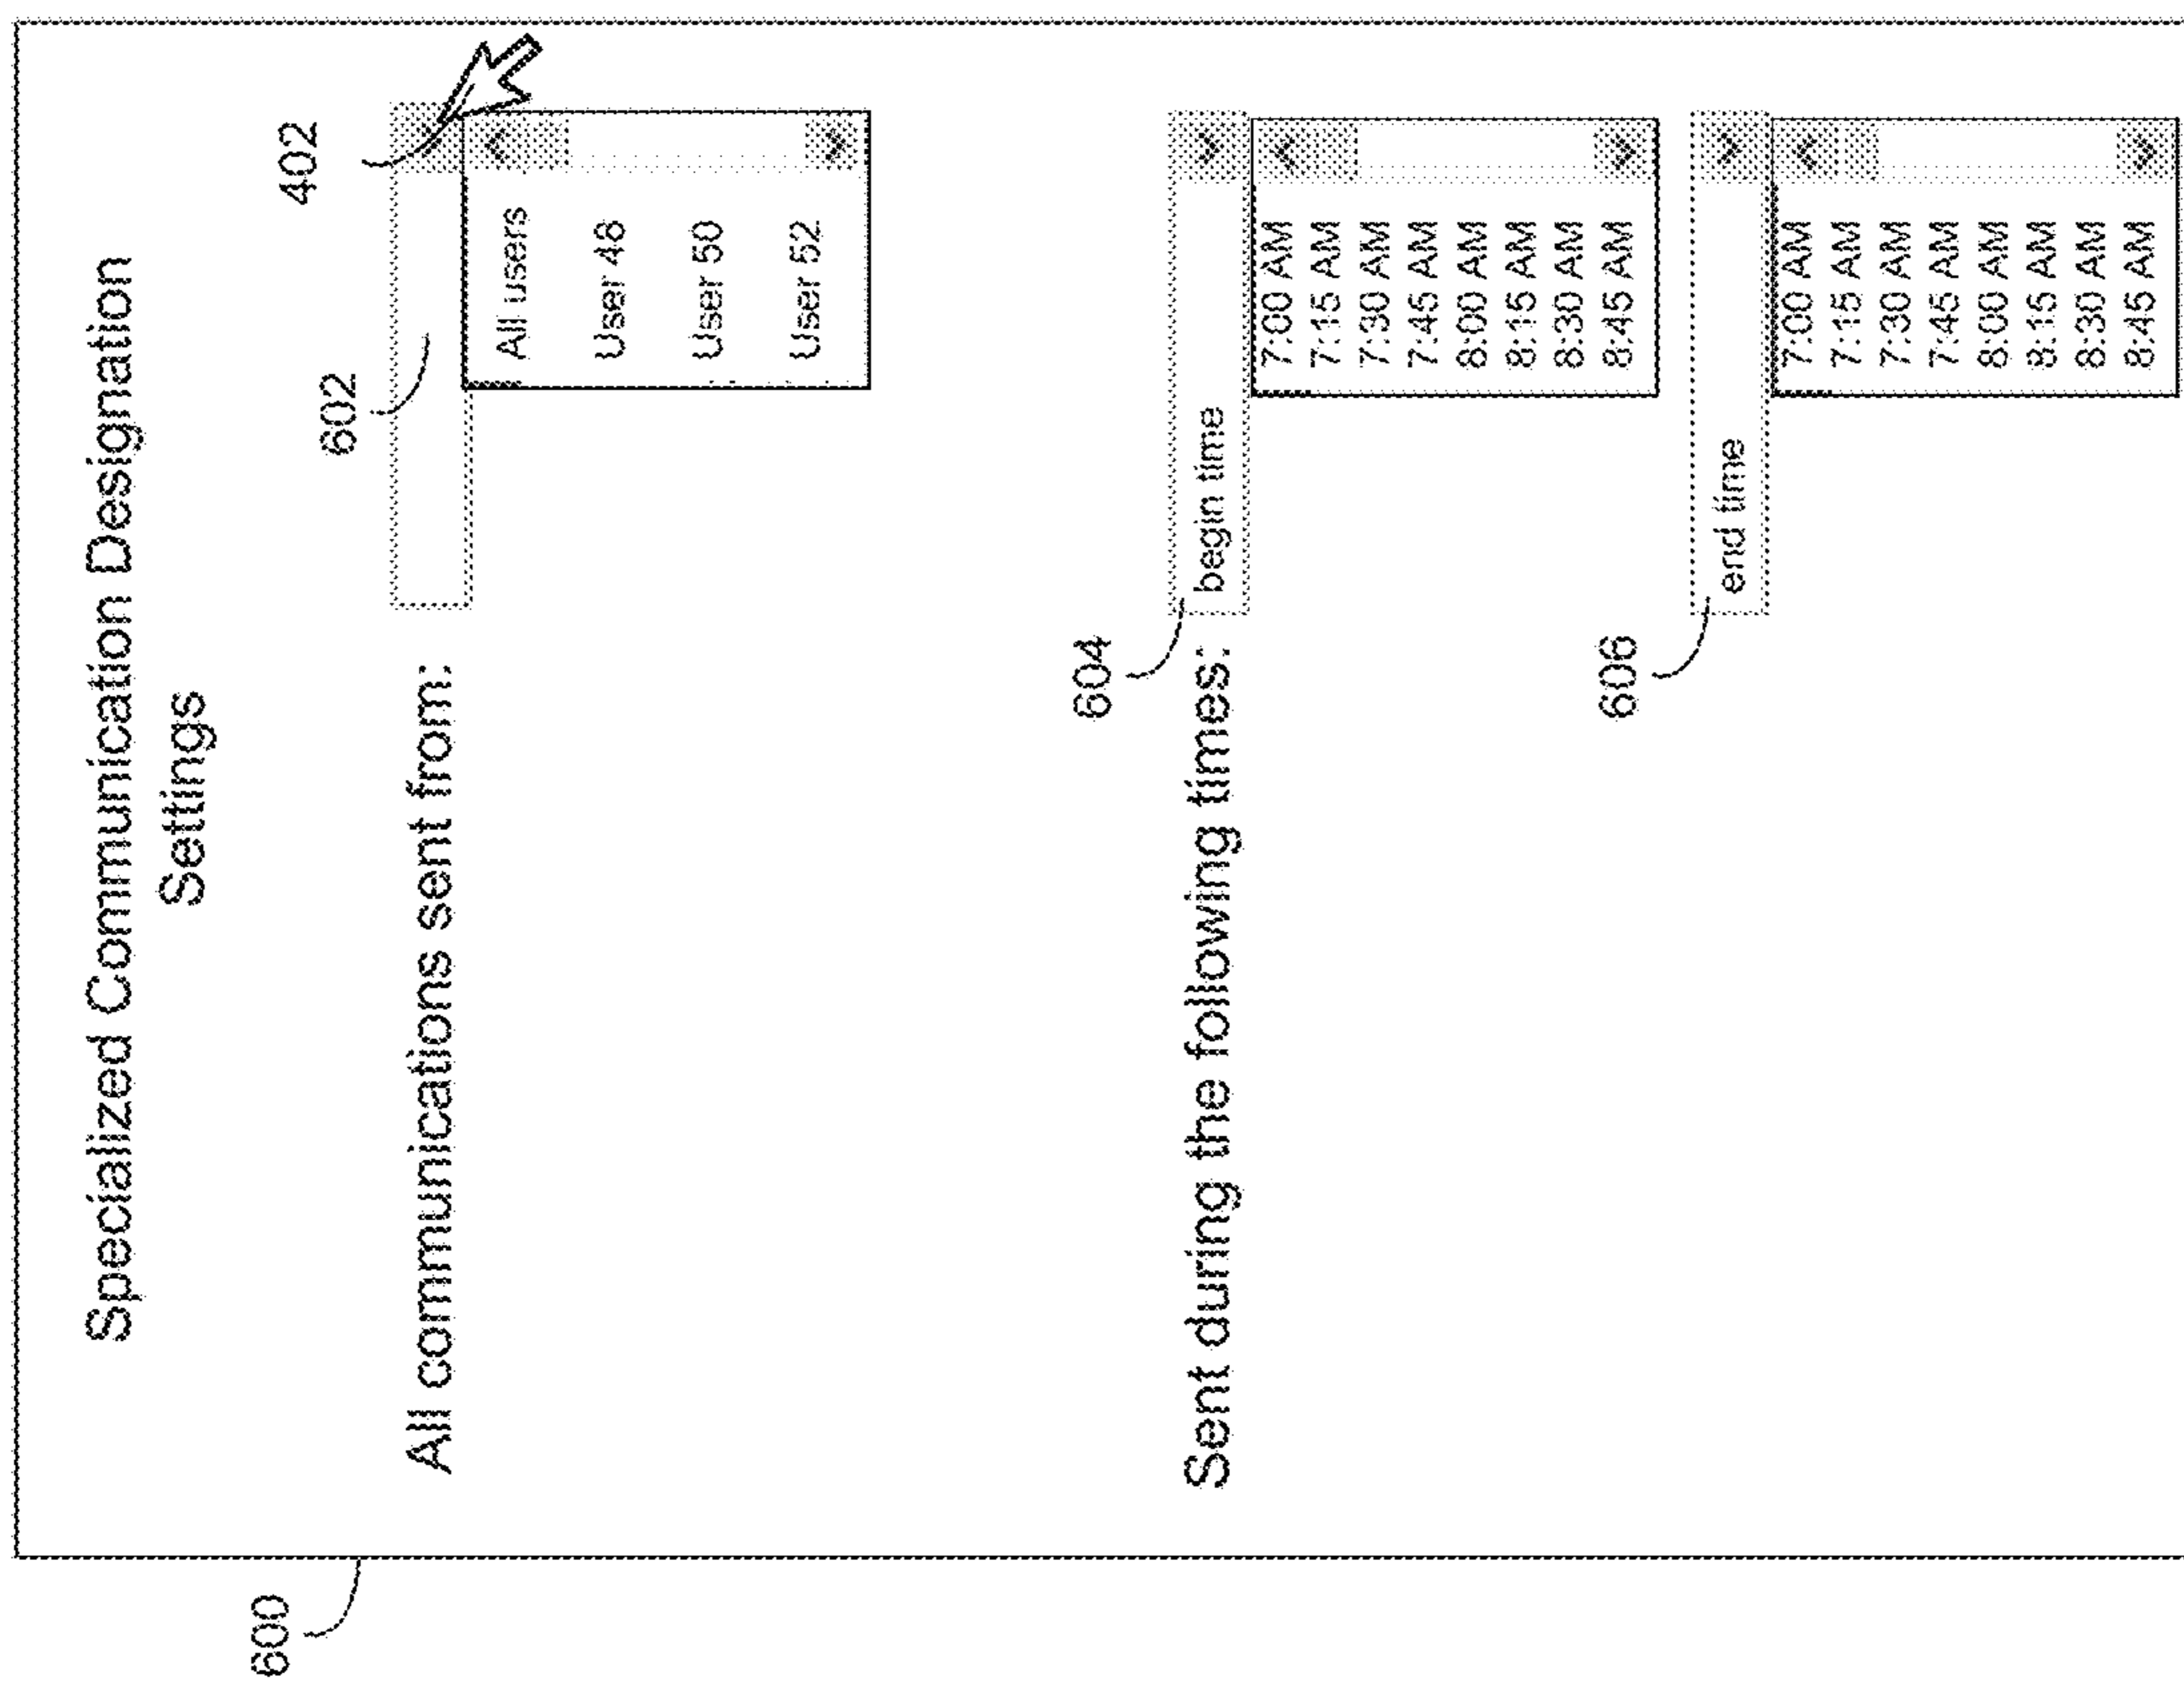 600
Specialized Communication Designation
Settings
402
602
All communications sent from:
All users
User 48
User 50
User 52
604
Sent during the following times:
begin time
7:00 AM
7:15 AM
7:30 AM
7:45 AM
8:00 AM
8:15 AM
8:30 AM
8:45 AM
606
end time
7:00 AM
7:15 AM
7:30 AM
7:45 AM
8:00 AM
8:15 AM
8:30 AM
8:45 AM